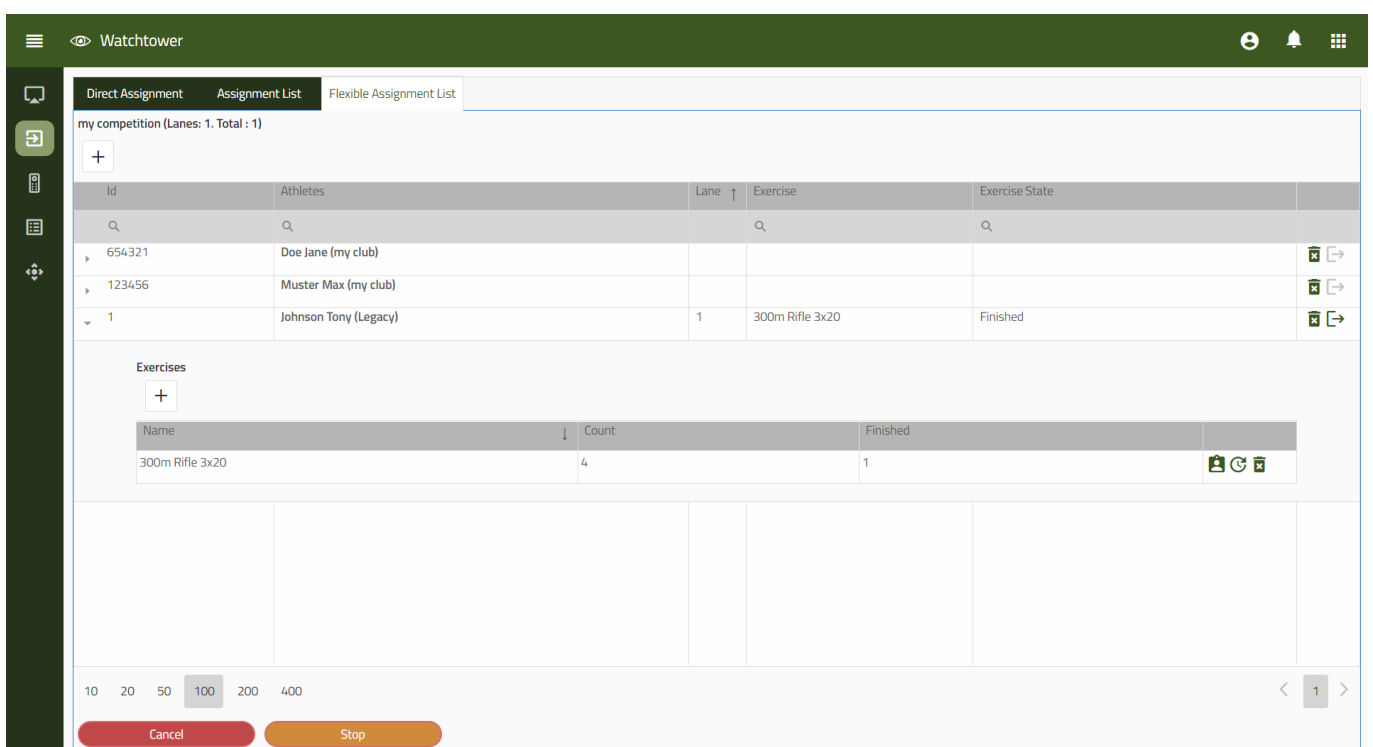 Watchtower
Direct Assignment Assignment List Flexible Assignment List
my competition (Lanes: 1. Total : 1)
+
Id Athletes Lane ↑ Exercise Exercise State
654321 Doe Jane (my club)
123456 Muster Max (my club)
1 Johnson Tony (Legacy) 1 300m Rifle 3x20 Finished
Exercises
+
Name ↓ Count Finished
300m Rifle 3x20 4 1
10 20 50 100 200 400 < 1 >
Cancel Stop